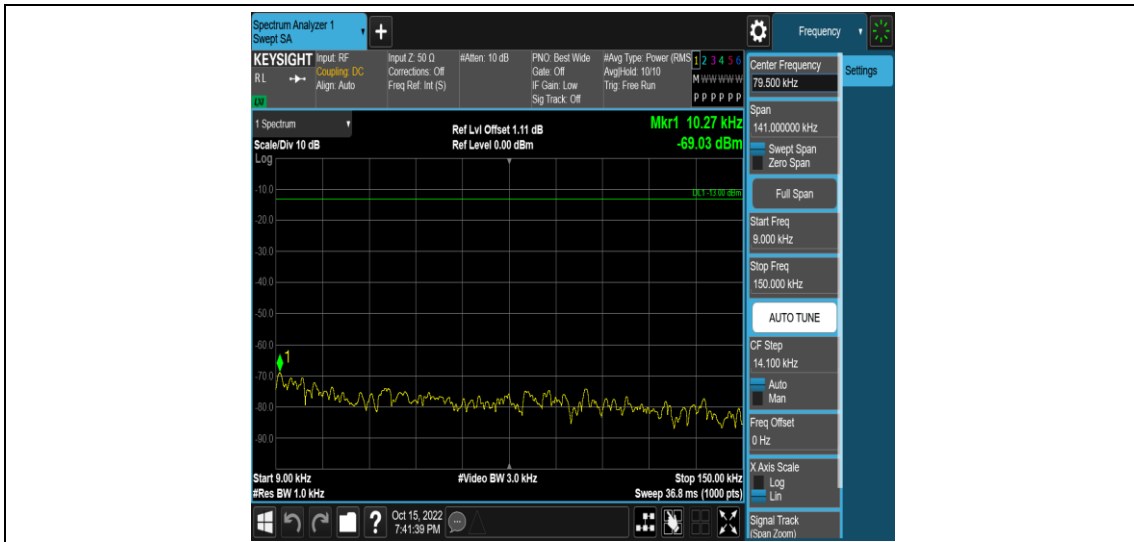 Spectrum Analyzer 1
Swept SA
+
Frequency
KEYSIGHT
RL
LXI
Input: RF
Coupling: DC
Align: Auto
Input Z: 50 Ω
Corrections: Off
Freq Ref: Int (S)
#Atten: 10 dB
PNO: Best Wide
Gate: Off
IF Gain: Low
Sig Track: Off
#Avg Type: Power (RMS
Avg|Hold: 10/10
Trig: Free Run
1 2 3 4 5 6
M W W W W W
P P P P P P
1 Spectrum
Scale/Div 10 dB
Log
Ref Lvl Offset 1.11 dB
Ref Level 0.00 dBm
Mkr1 10.27 kHz
-69.03 dBm
DL1 -13.00 dBm
-10.0
-20.0
-30.0
-40.0
-50.0
-60.0
1
-70.0
-80.0
-90.0
Start 9.00 kHz
#Res BW 1.0 kHz
#Video BW 3.0 kHz
Stop 150.00 kHz
Sweep 36.8 ms (1000 pts)
?
Oct 15, 2022
7:41:39 PM
Center Frequency
79.500 kHz
Settings
Span
141.000000 kHz
Swept Span
Zero Span
Full Span
Start Freq
9.000 kHz
Stop Freq
150.000 kHz
AUTO TUNE
CF Step
14.100 kHz
Auto
Man
Freq Offset
0 Hz
X Axis Scale
Log
Lin
Signal Track
(Span Zoom)